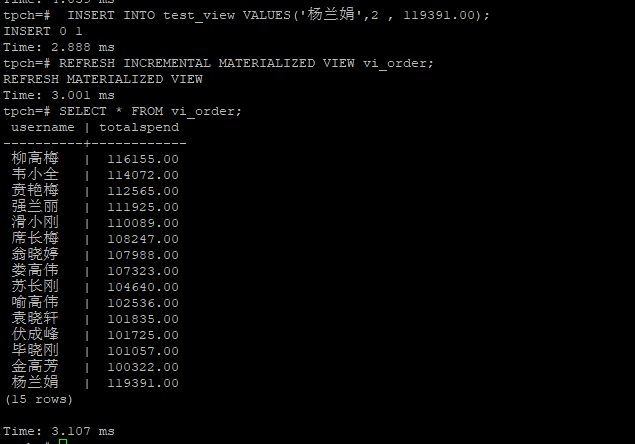 tpch=#  INSERT INTO test_view VALUES('杨兰娟',2 , 119391.00);
INSERT 0 1
Time: 2.888 ms
tpch=# REFRESH INCREMENTAL MATERIALIZED VIEW vi_order;
REFRESH MATERIALIZED VIEW
Time: 3.001 ms
tpch=# SELECT * FROM vi_order;
 username | totalspend
----------+------------
 柳高梅   |  116155.00
 韦小全   |  114072.00
 贲艳梅   |  112565.00
 强兰丽   |  111925.00
 滑小刚   |  110089.00
 席长梅   |  108247.00
 翁晓婷   |  107988.00
 娄高伟   |  107323.00
 苏长刚   |  104640.00
 喻高伟   |  102536.00
 袁晓轩   |  101835.00
 伏成峰   |  101725.00
 毕晓刚   |  101057.00
 金高芳   |  100322.00
 杨兰娟   |  119391.00
(15 rows)
Time: 3.107 ms